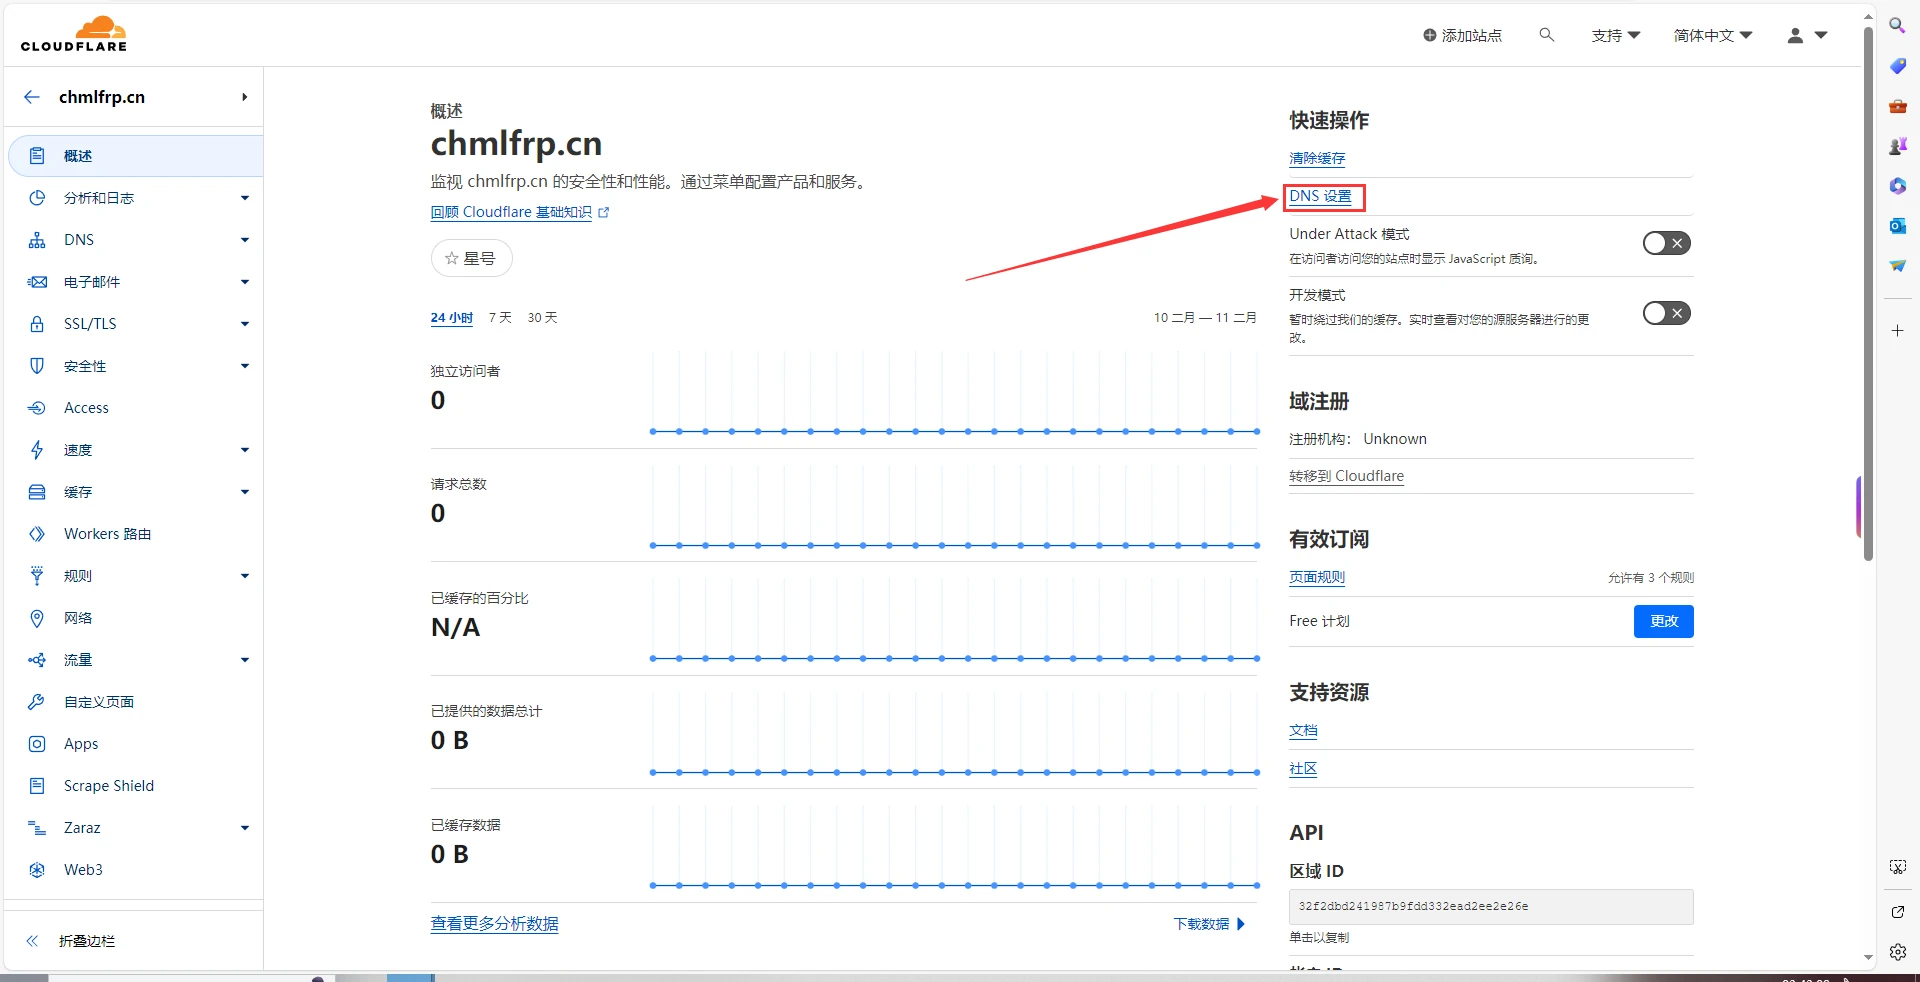 CLOUDFLARE
添加站点
支持
简体中文
chmlfrp.cn
概述
分析和日志
DNS
电子邮件
SSL/TLS
安全性
Access
速度
缓存
Workers 路由
规则
网络
流量
自定义页面
Apps
Scrape Shield
Zaraz
Web3
折叠边栏
概述
chmlfrp.cn
监视 chmlfrp.cn 的安全性和性能。通过菜单配置产品和服务。
回顾 Cloudflare 基础知识
星号
24 小时 7 天 30 天
10 二月 — 11 二月
独立访问者
0
请求总数
0
已缓存的百分比
N/A
已提供的数据总计
0 B
已缓存数据
0 B
查看更多分析数据
下载数据
快速操作
清除缓存
DNS 设置
Under Attack 模式
在访问者访问您的站点时显示 JavaScript 质询。
开发模式
暂时绕过我们的缓存。实时查看对您的源服务器进行的更
改。
域注册
注册机构: Unknown
转移到 Cloudflare
有效订阅
页面规则
允许有 3 个规则
Free 计划
更改
支持资源
文档
社区
API
区域 ID
32f2dbd241987b9fdd332ead2ee2e26e
单击以复制